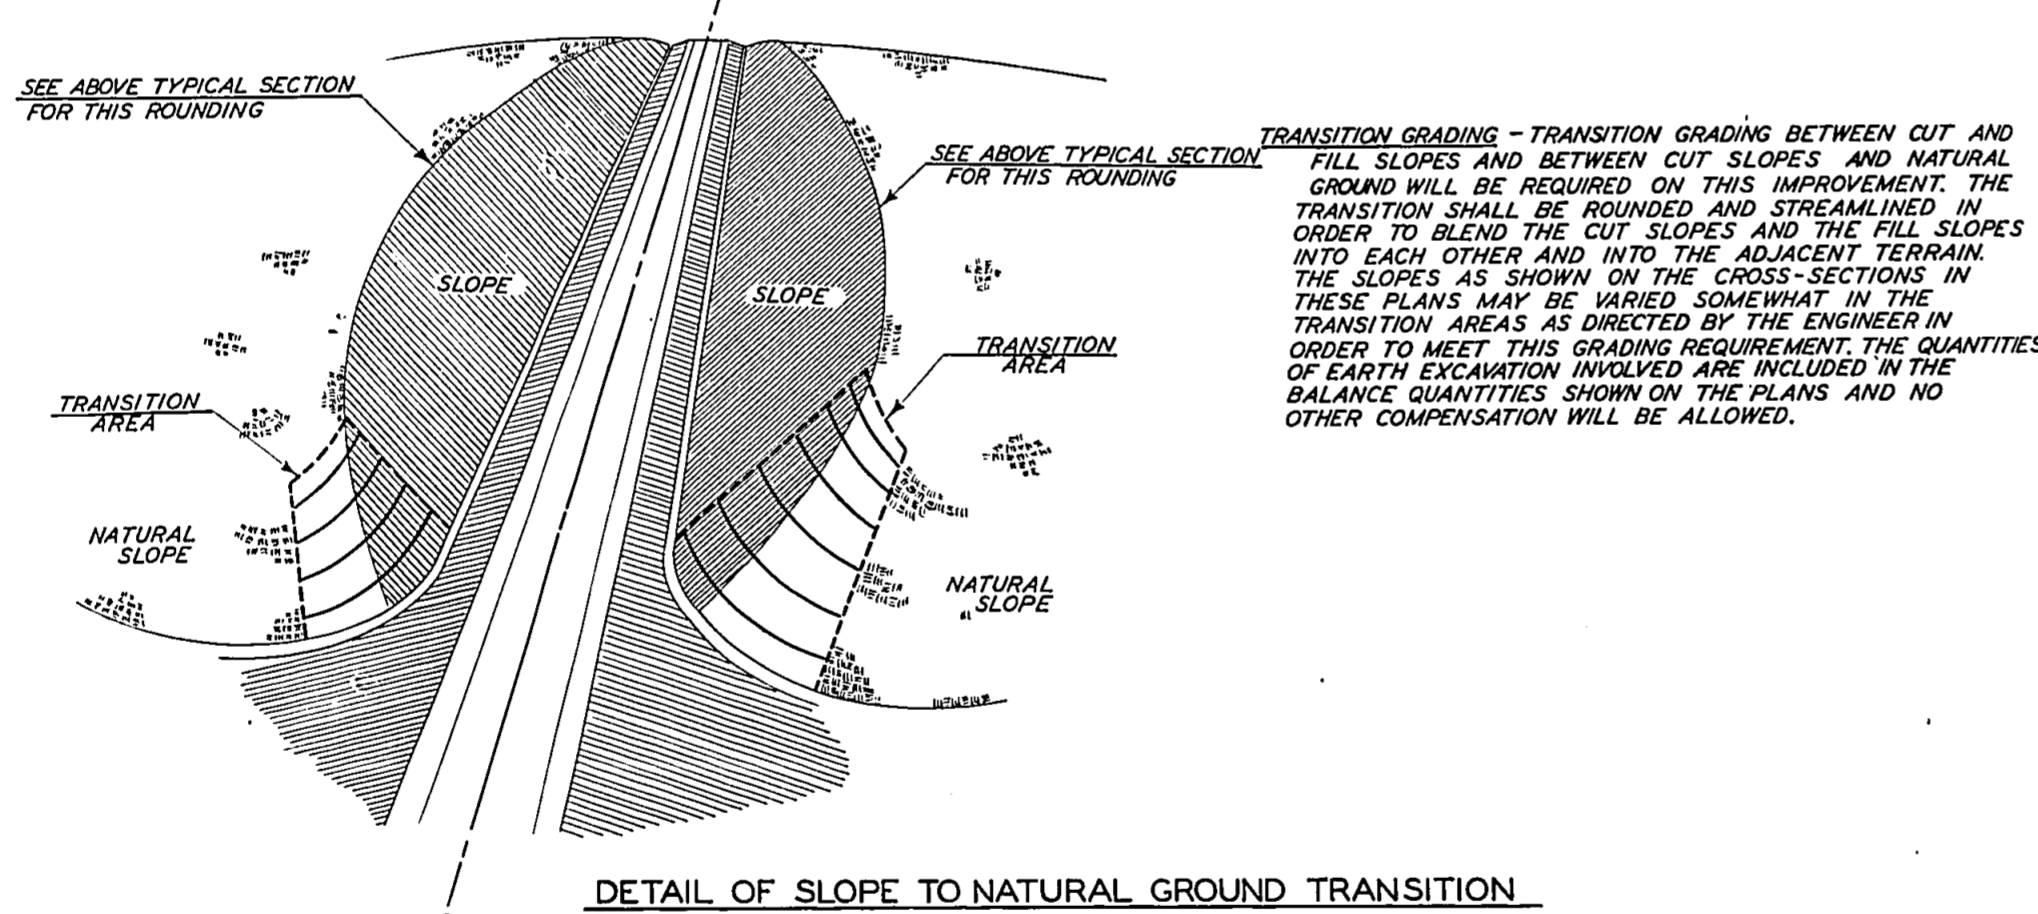 SEE ABOVE TYPICAL SECTION
FOR THIS ROUNDING
SEE ABOVE TYPICAL SECTION
FOR THIS ROUNDING
TRANSITION GRADING - TRANSITION GRADING BETWEEN CUT AND
FILL SLOPES AND BETWEEN CUT SLOPES AND NATURAL
GROUND WILL BE REQUIRED ON THIS IMPROVEMENT. THE
TRANSITION SHALL BE ROUNDED AND STREAMLINED IN
ORDER TO BLEND THE CUT SLOPES AND THE FILL SLOPES
INTO EACH OTHER AND INTO THE ADJACENT TERRAIN.
THE SLOPES AS SHOWN ON THE CROSS-SECTIONS IN
THESE PLANS MAY BE VARIED SOMEWHAT IN THE
TRANSITION AREAS AS DIRECTED BY THE ENGINEER IN
ORDER TO MEET THIS GRADING REQUIREMENT. THE QUANTITIES
OF EARTH EXCAVATION INVOLVED ARE INCLUDED IN THE
BALANCE QUANTITIES SHOWN ON THE PLANS AND NO
OTHER COMPENSATION WILL BE ALLOWED.
SLOPE
SLOPE
TRANSITION
AREA
TRANSITION
AREA
NATURAL
SLOPE
NATURAL
SLOPE
DETAIL OF SLOPE TO NATURAL GROUND TRANSITION